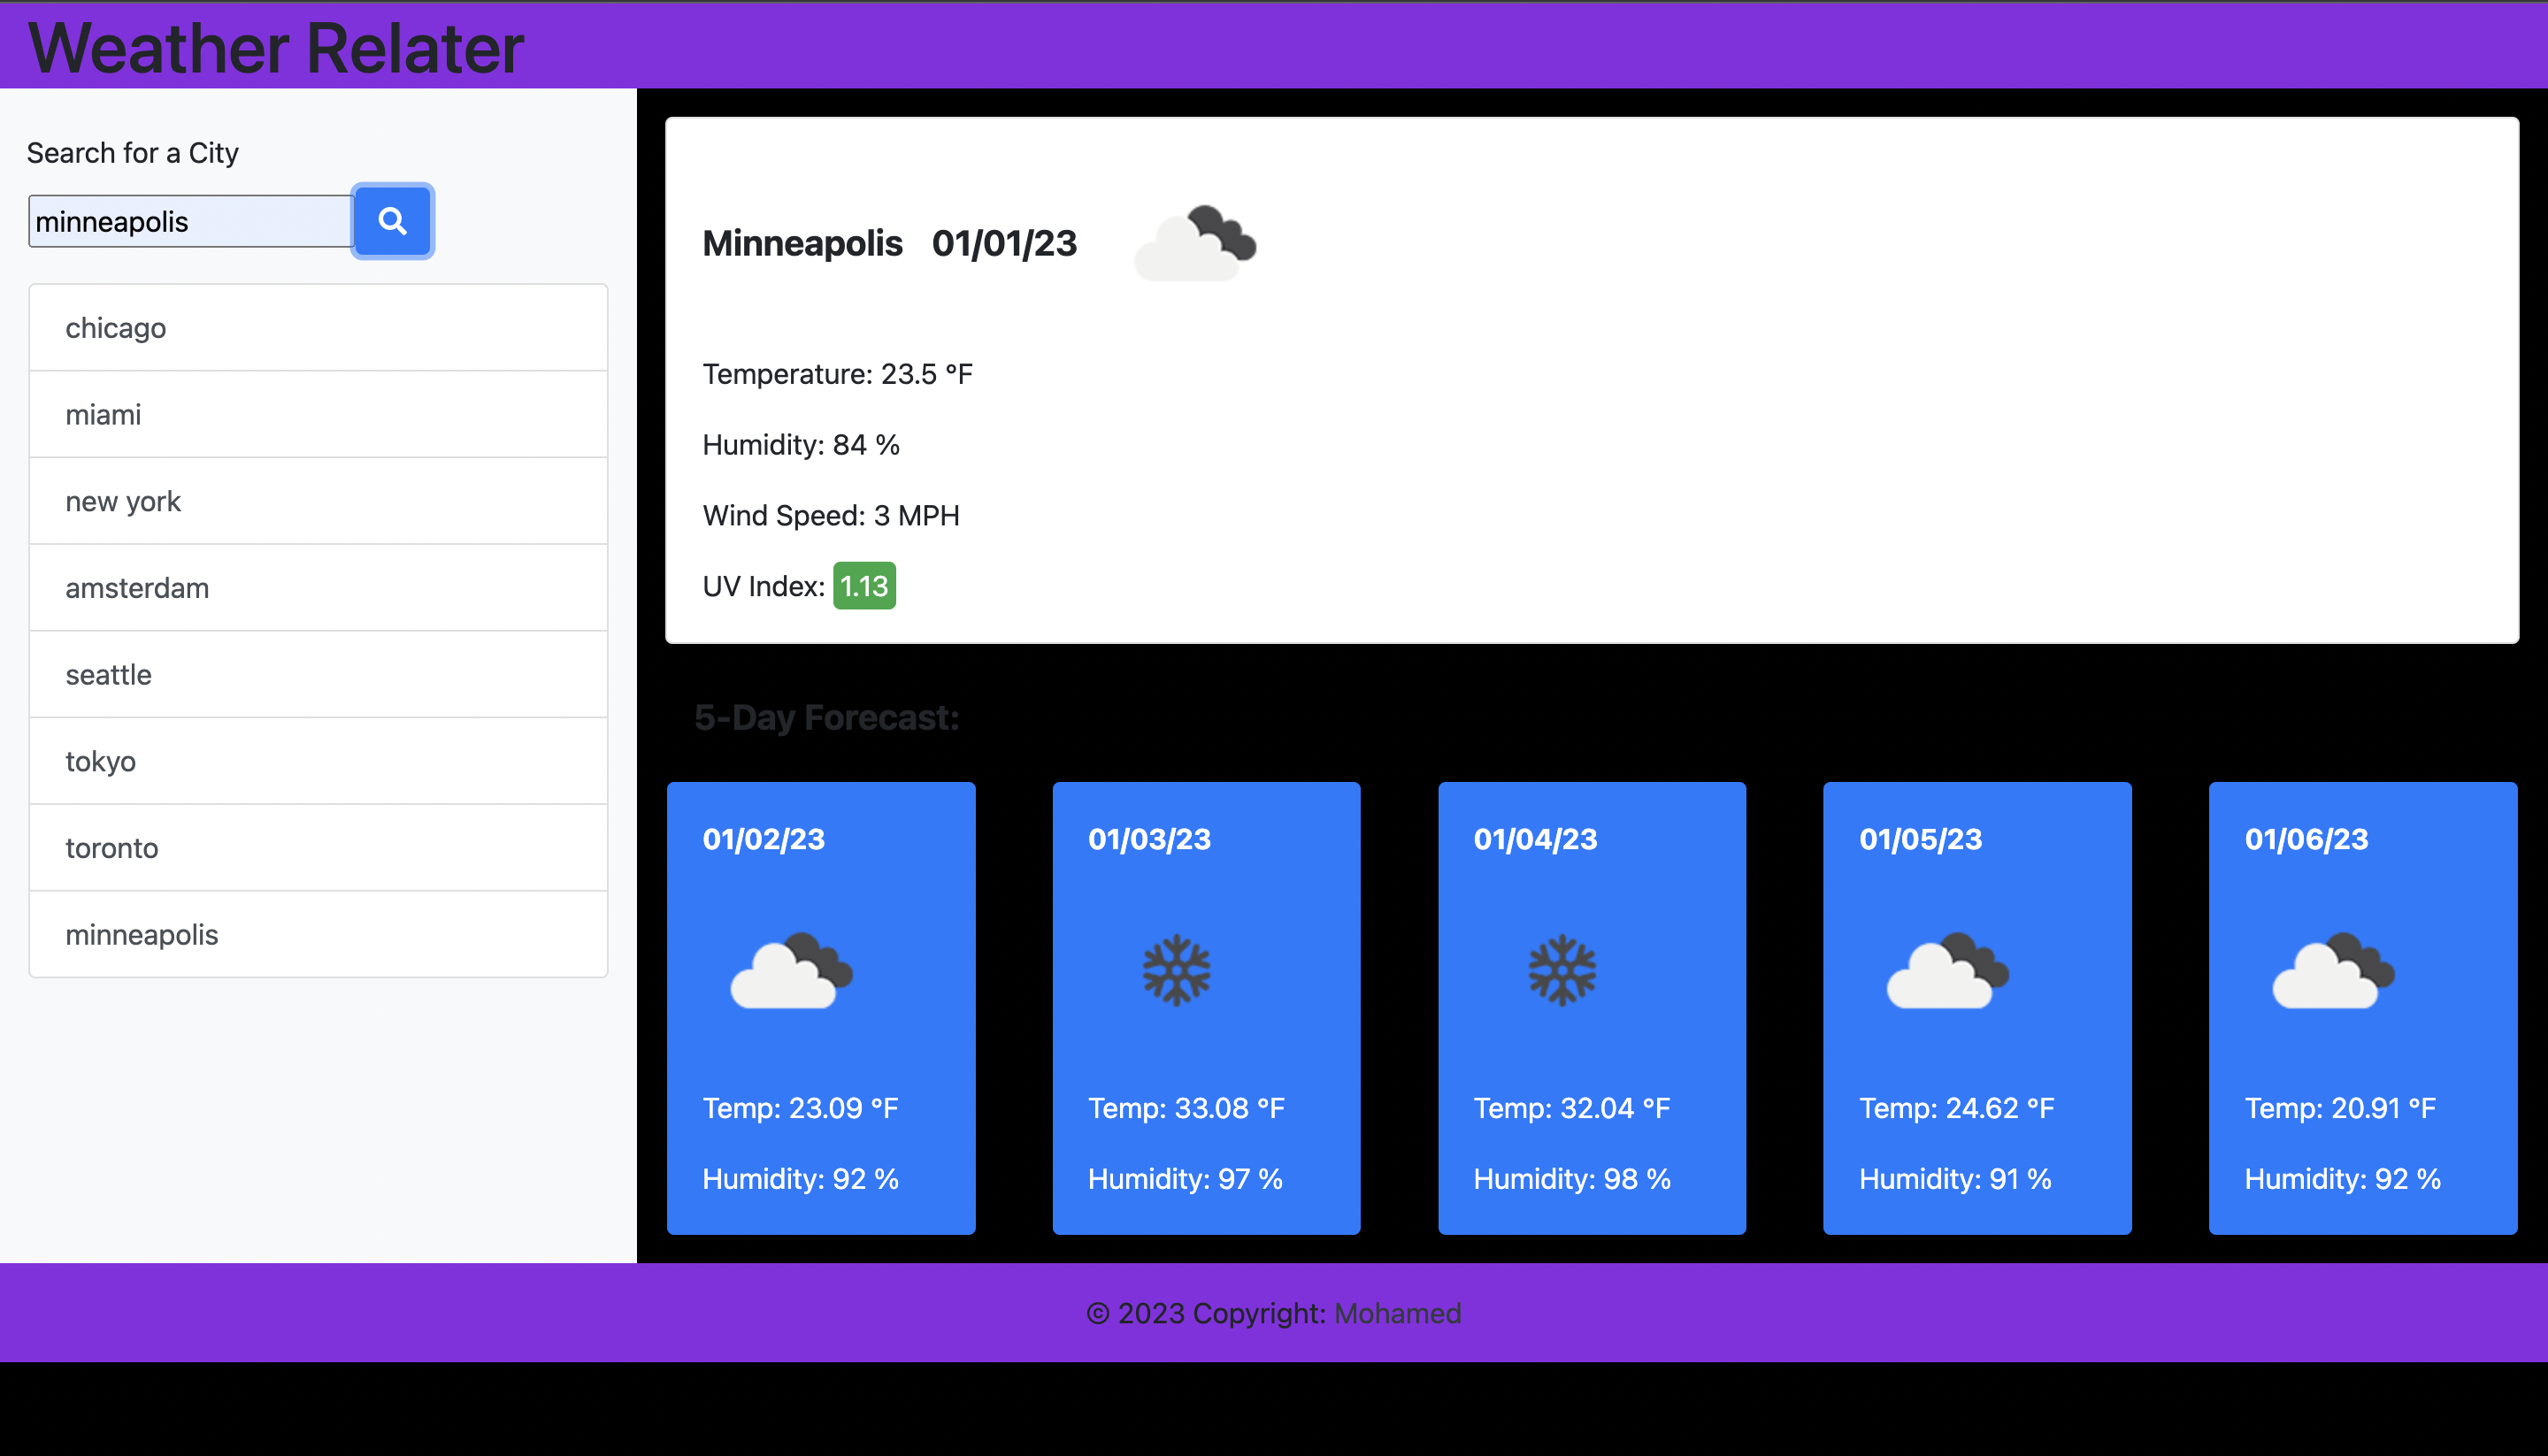 Weather Relater
Search for a City
minneapolis
chicago
miami
new york
amsterdam
seattle
tokyo
toronto
minneapolis
Minneapolis 01/01/23
Temperature: 23.5 °F
Humidity: 84 %
Wind Speed: 3 MPH
UV Index: 1.13
5-Day Forecast:
01/02/23
Temp: 23.09 °F
Humidity: 92 %
01/03/23
Temp: 33.08 °F
Humidity: 97 %
01/04/23
Temp: 32.04 °F
Humidity: 98 %
01/05/23
Temp: 24.62 °F
Humidity: 91 %
01/06/23
Temp: 20.91 °F
Humidity: 92 %
© 2023 Copyright: Mohamed